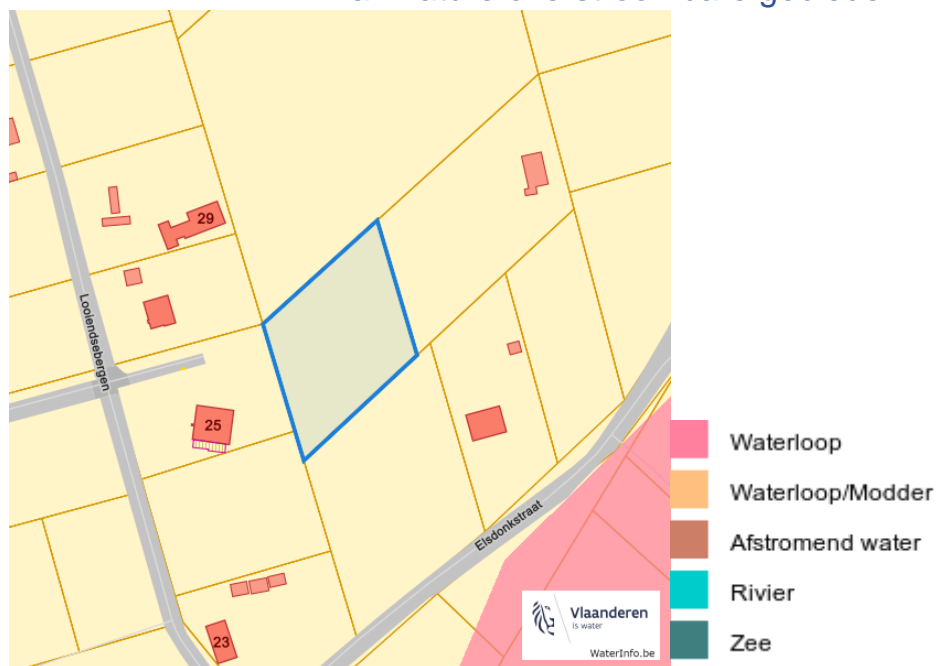 29
Looiendsebergen
25
Elsdonkstraat
23
Vlaanderen
is water
WaterInfo.be
Waterloop
Waterloop/Modder
Afstromend water
Rivier
Zee